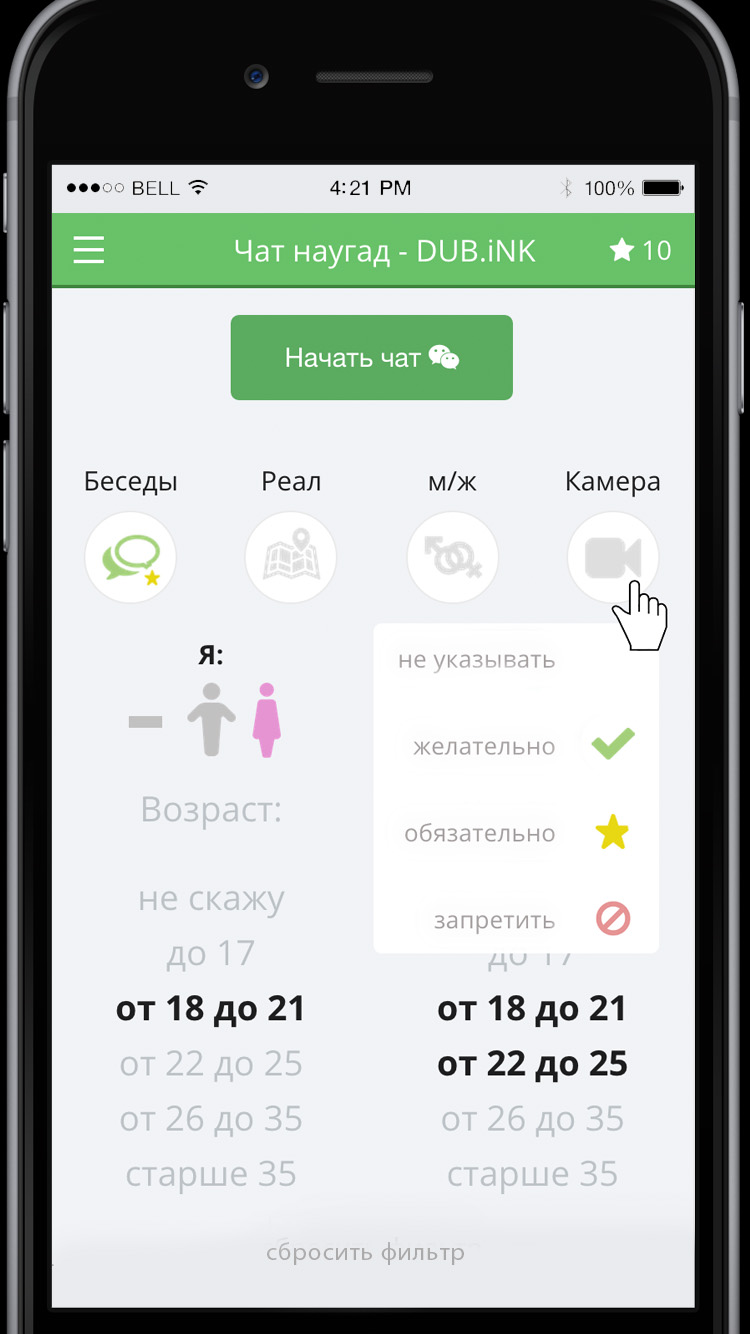 BELL 4:21 PM 100%
Чат наугад - DUB.iNK 10
Начать чат
Беседы Реал м/ж Камера
Я:
не указывать
желательно
обязательно
запретить
Возраст:
не скажу
до 17 до 17
от 18 до 21 от 18 до 21
от 22 до 25 от 22 до 25
от 26 до 35 от 26 до 35
старше 35 старше 35
сбросить фильтр